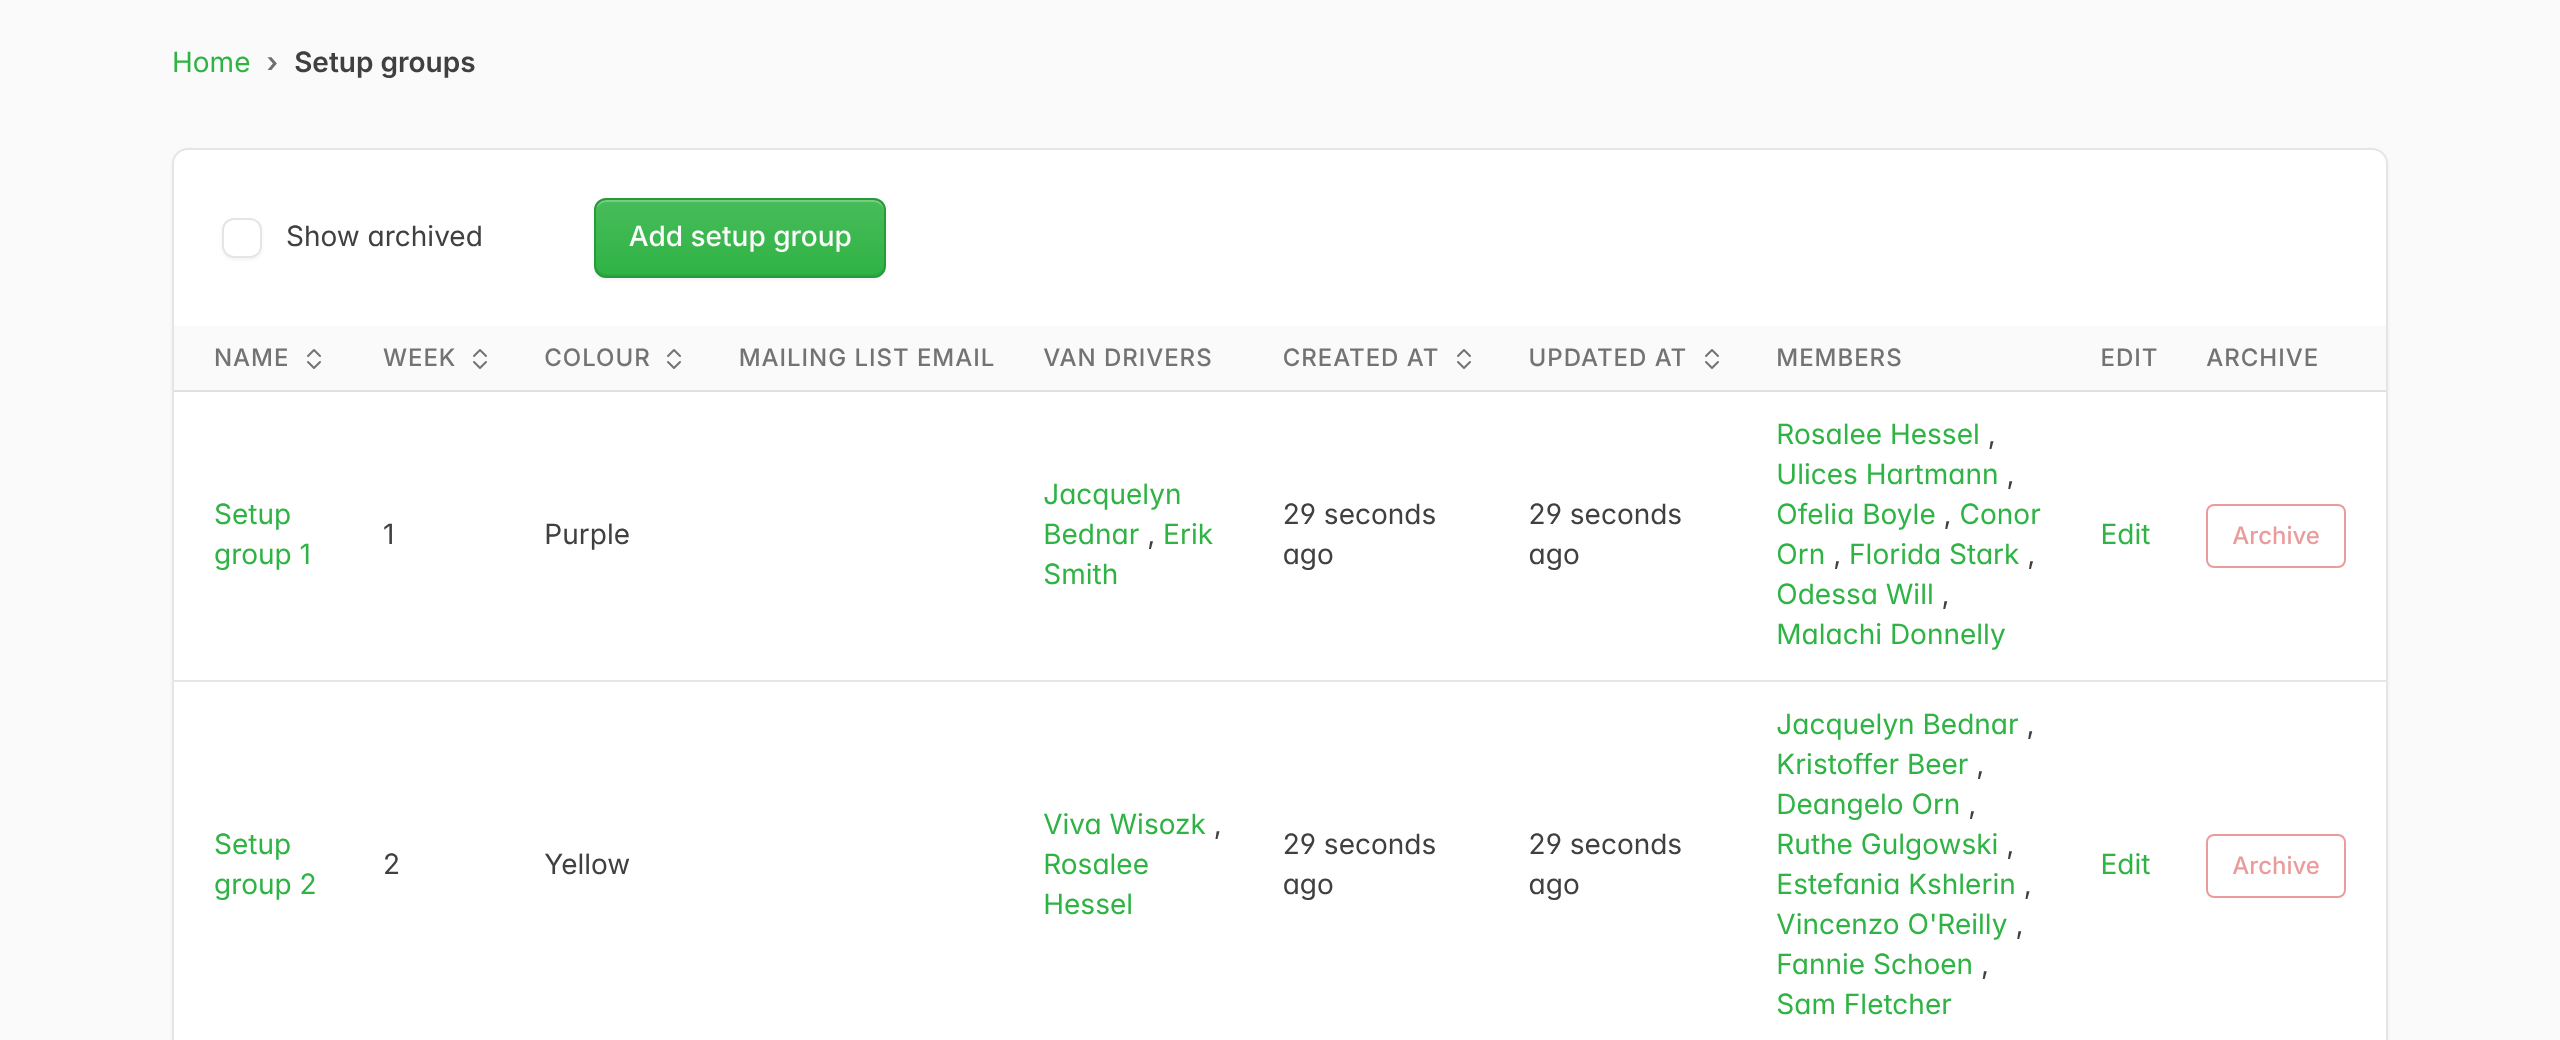 Home › Setup groups
Show archived
Add setup group
NAME WEEK COLOUR MAILING LIST EMAIL VAN DRIVERS CREATED AT UPDATED AT MEMBERS EDIT ARCHIVE
Setup
group 1
1
Purple
Jacquelyn
Bednar , Erik
Smith
29 seconds
ago
29 seconds
ago
Rosalee Hessel ,
Ulices Hartmann ,
Ofelia Boyle , Conor
Orn , Florida Stark ,
Odessa Will ,
Malachi Donnelly
Edit
Archive
Setup
group 2
2
Yellow
Viva Wisozk ,
Rosalee
Hessel
29 seconds
ago
29 seconds
ago
Jacquelyn Bednar ,
Kristoffer Beer ,
Deangelo Orn ,
Ruthe Gulgowski ,
Estefania Kshlerin ,
Vincenzo O'Reilly ,
Fannie Schoen ,
Sam Fletcher
Edit
Archive